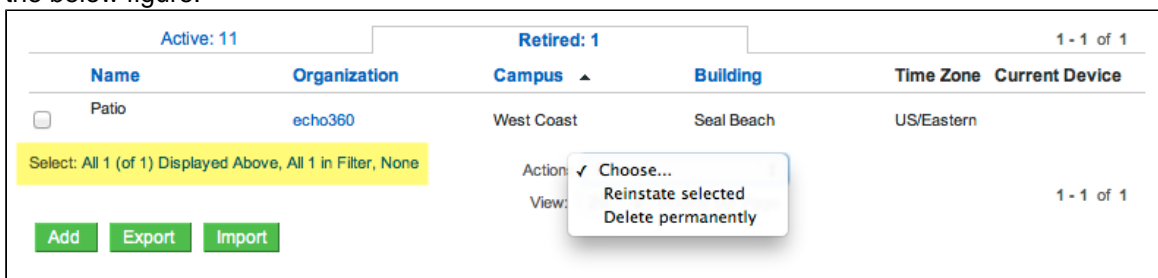 the below figure.
Active: 11 Retired: 1 1 - 1 of 1
Name Organization Campus ▲ Building Time Zone Current Device
Patio echo360 West Coast Seal Beach US/Eastern
Select: All 1 (of 1) Displayed Above, All 1 in Filter, None
Action ✓ Choose...
Reinstate selected
View: 1 - 1 of 1
Delete permanently
Add Export Import